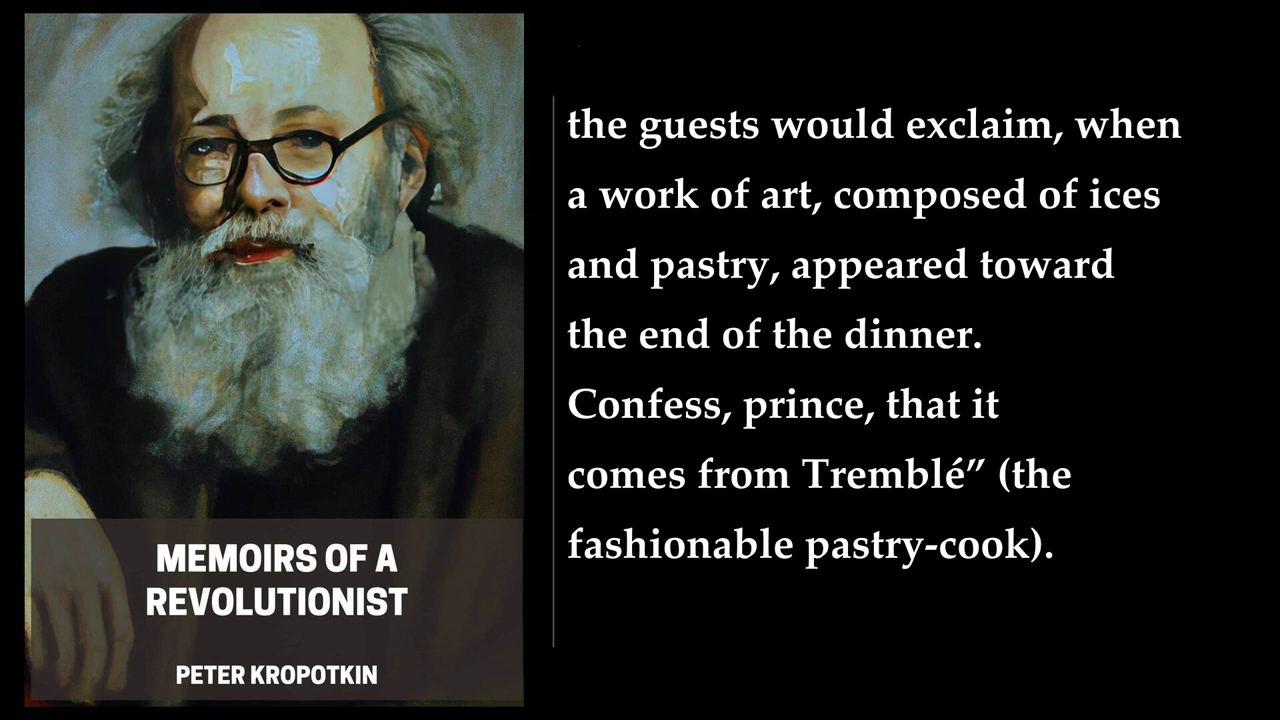 MEMOIRS OF A
REVOLUTIONIST
PETER KROPOTKIN
the guests would exclaim, when
a work of art, composed of ices
and pastry, appeared toward
the end of the dinner.
Confess, prince, that it
comes from Tremblé” (the
fashionable pastry-cook).